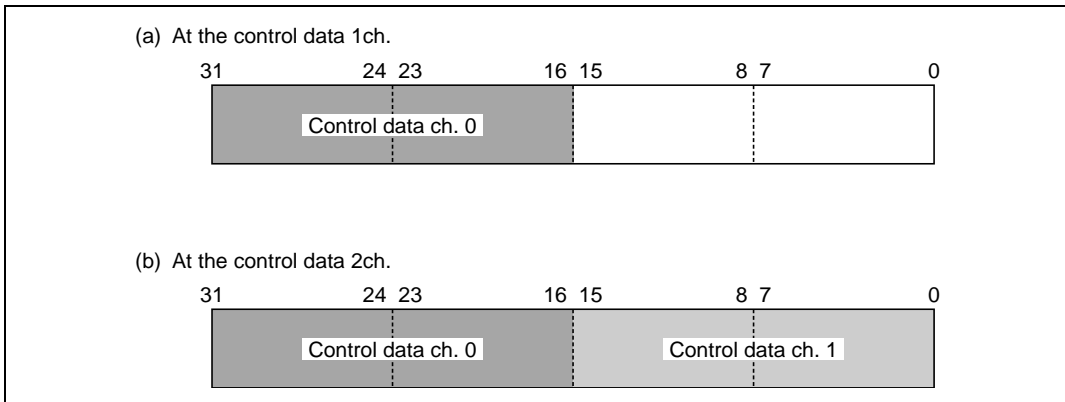 (a) At the control data 1ch.
31 24 23 16 15 8 7 0
Control data ch. 0
(b) At the control data 2ch.
31 24 23 16 15 8 7 0
Control data ch. 0 Control data ch. 1